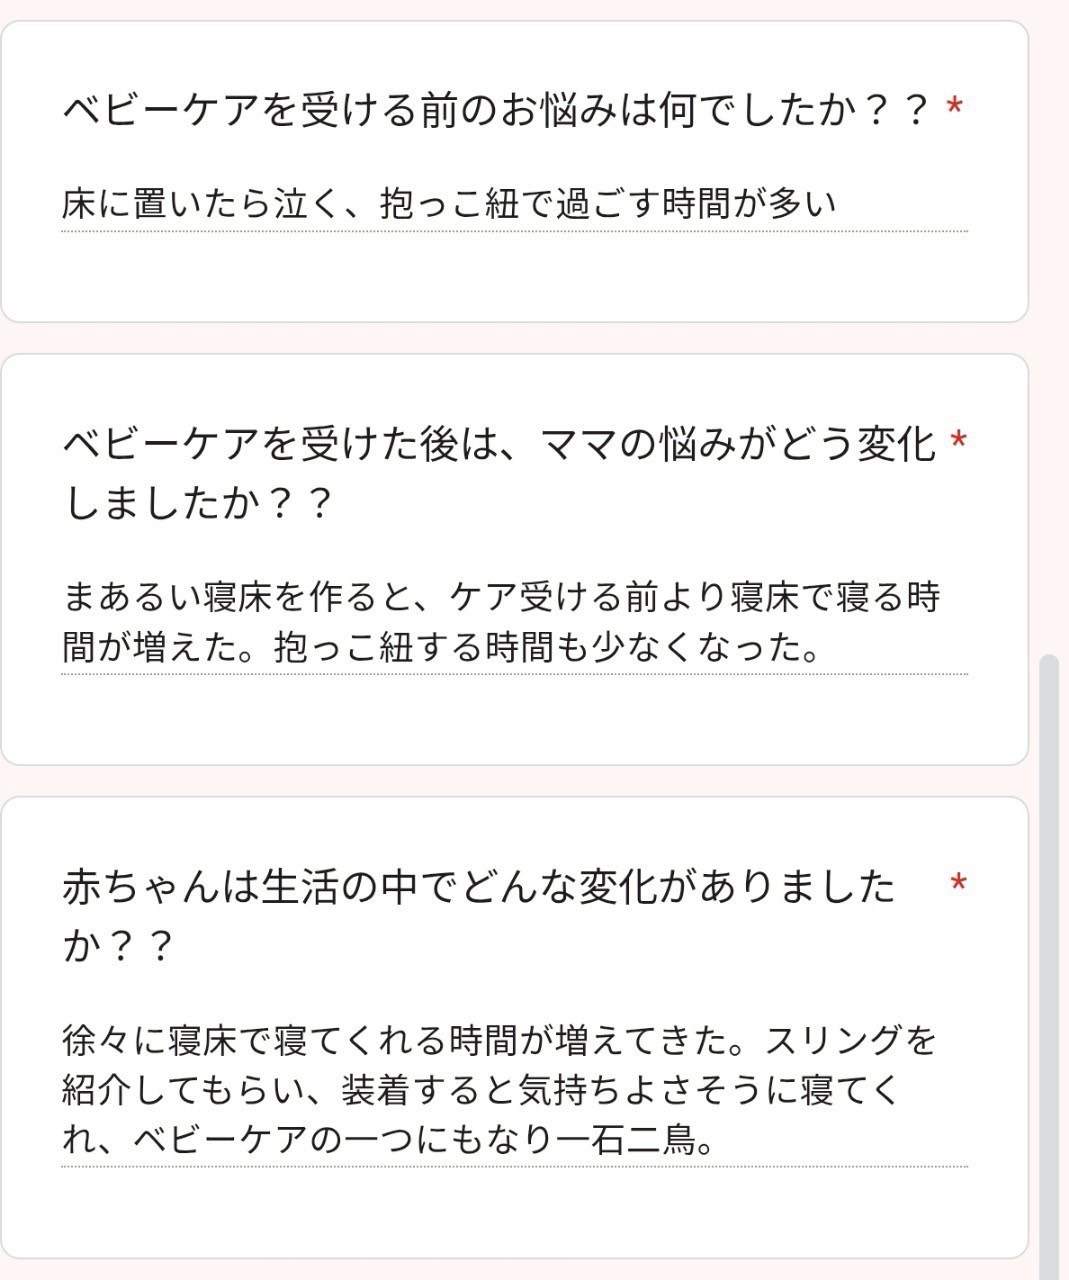 ベビーケアを受ける前のお悩みは何でしたか？？ *
床に置いたら泣く、抱っこ紐で過ごす時間が多い
ベビーケアを受けた後は、ママの悩みがどう変化 *
しましたか？？
まあるい寝床を作ると、ケア受ける前より寝床で寝る時
間が増えた。抱っこ紐する時間も少なくなった。
赤ちゃんは生活の中でどんな変化がありました *
か？？
徐々に寝床で寝てくれる時間が増えてきた。スリングを
紹介してもらい、装着すると気持ちよさそうに寝てく
れ、ベビーケアの一つにもなり一石二鳥。